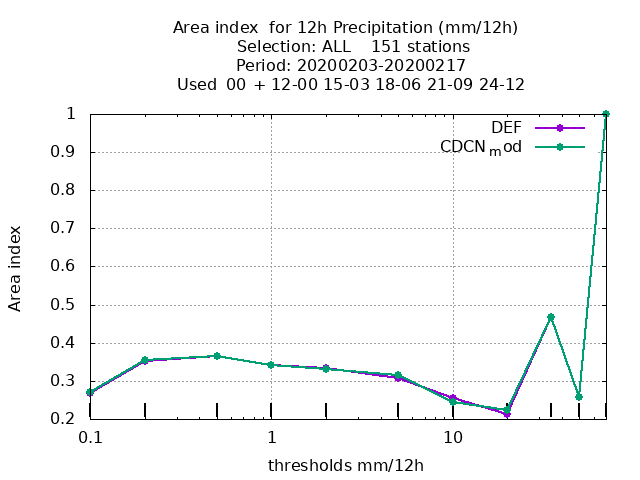 Area index  for 12h Precipitation (mm/12h)
Selection: ALL    151 stations
Period: 20200203-20200217
Used  00 + 12-00 15-03 18-06 21-09 24-12
DEF
CDCN_mod
1
0.9
0.8
0.7
0.6
0.5
0.4
0.3
0.2
Area index
0.1 1 10
thresholds mm/12h